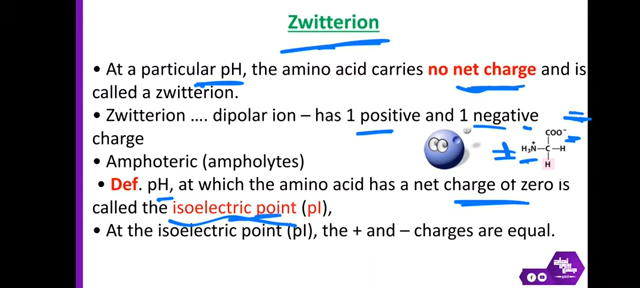 Zwitterion
• At a particular pH, the amino acid carries no net charge and is
called a zwitterion.
• Zwitterion .... dipolar ion – has 1 positive and 1 negative
charge
COO⁻
H₃N⁺—C—H
H
• Amphoteric (ampholytes)
• Def. pH, at which the amino acid has a net charge of zero is
called the isoelectric point (pI),
• At the isoelectric point (pI), the + and – charges are equal.